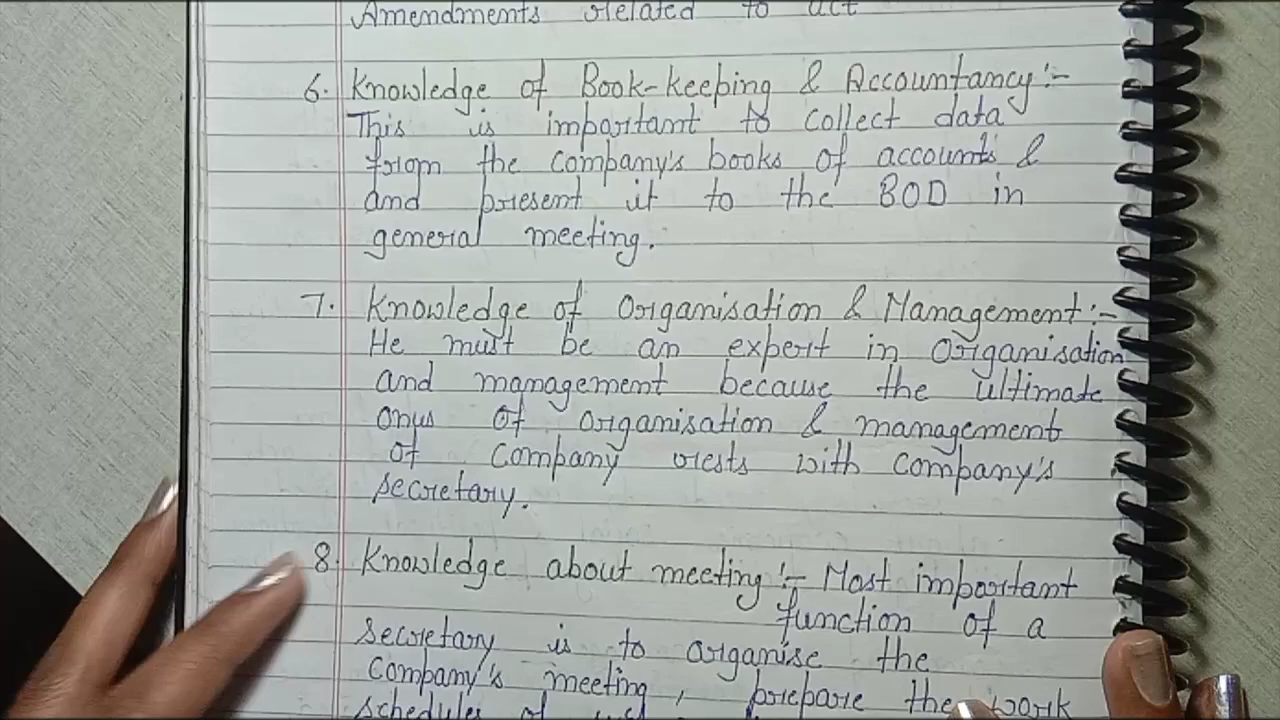 Amendments related to act
6. Knowledge of Book-keeping & Accountancy:-
This is important to collect data
from the company's books of accounts &
and present it to the BOD in
general meeting.
7. Knowledge of Organisation & Management:-
He must be an expert in Organisation
and management because the ultimate
onus of organisation & management
of company rests with company's
secretary.
8. Knowledge about meeting:- Most important
function of a
secretary is to organise the
company's meeting, prepare the work
schedules of